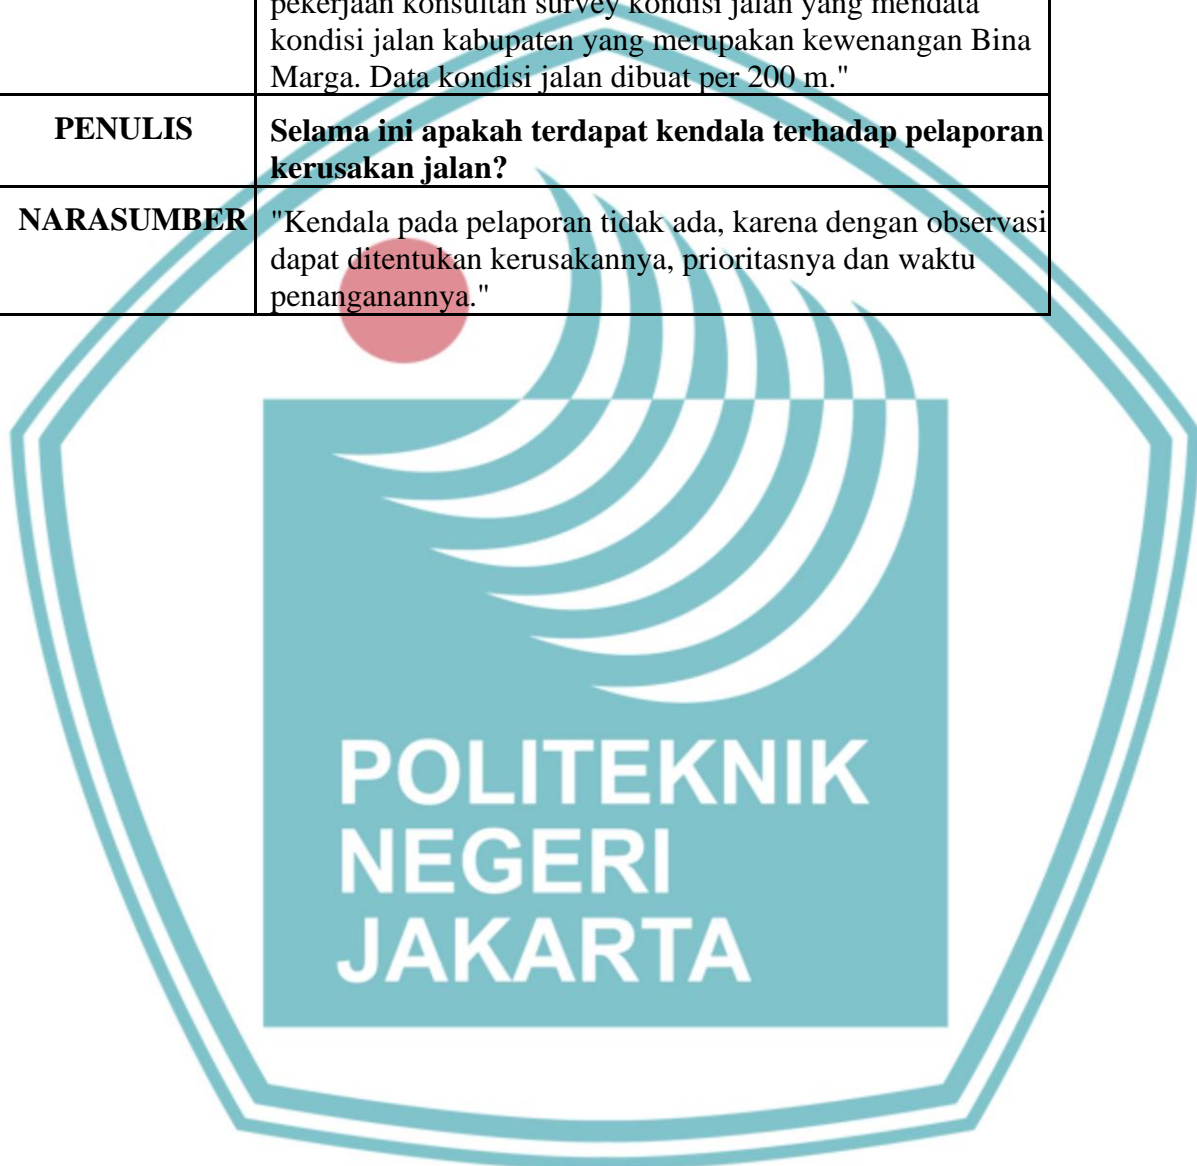 pekerjaan konsultan survey kondisi jalan yang mendata
kondisi jalan kabupaten yang merupakan kewenangan Bina
Marga. Data kondisi jalan dibuat per 200 m."
PENULIS
Selama ini apakah terdapat kendala terhadap pelaporan
kerusakan jalan?
NARASUMBER
"Kendala pada pelaporan tidak ada, karena dengan observasi
dapat ditentukan kerusakannya, prioritasnya dan waktu
penanganannya."
POLITEKNIK
NEGERI
JAKARTA